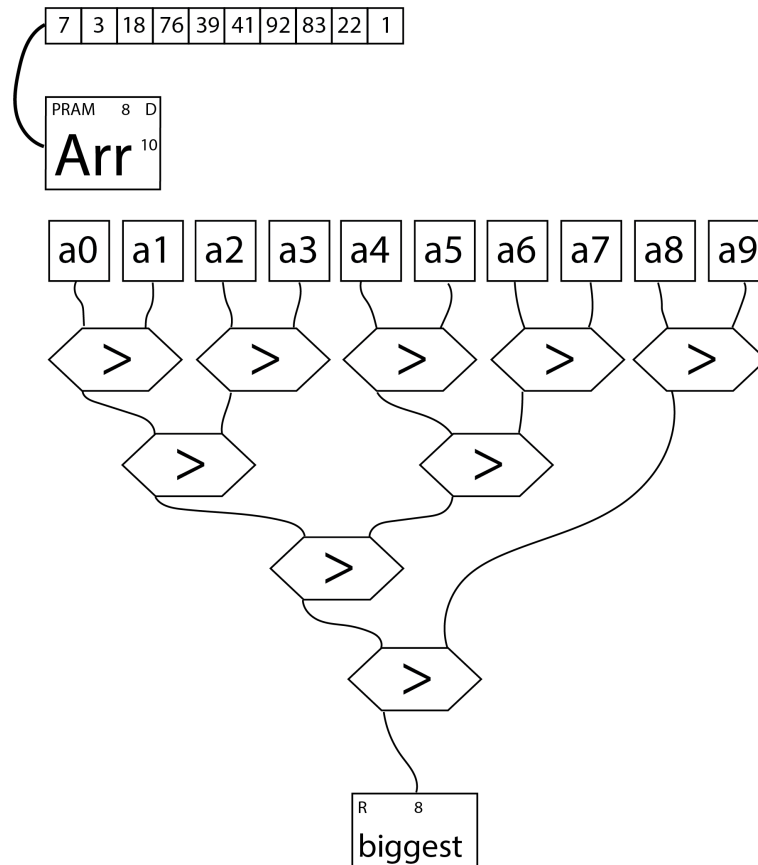 7 3 18 76 39 41 92 83 22 1
PRAM 8 D
Arr 10
a0 a1 a2 a3 a4 a5 a6 a7 a8 a9
> > > > >
> >
>
>
R 8
biggest